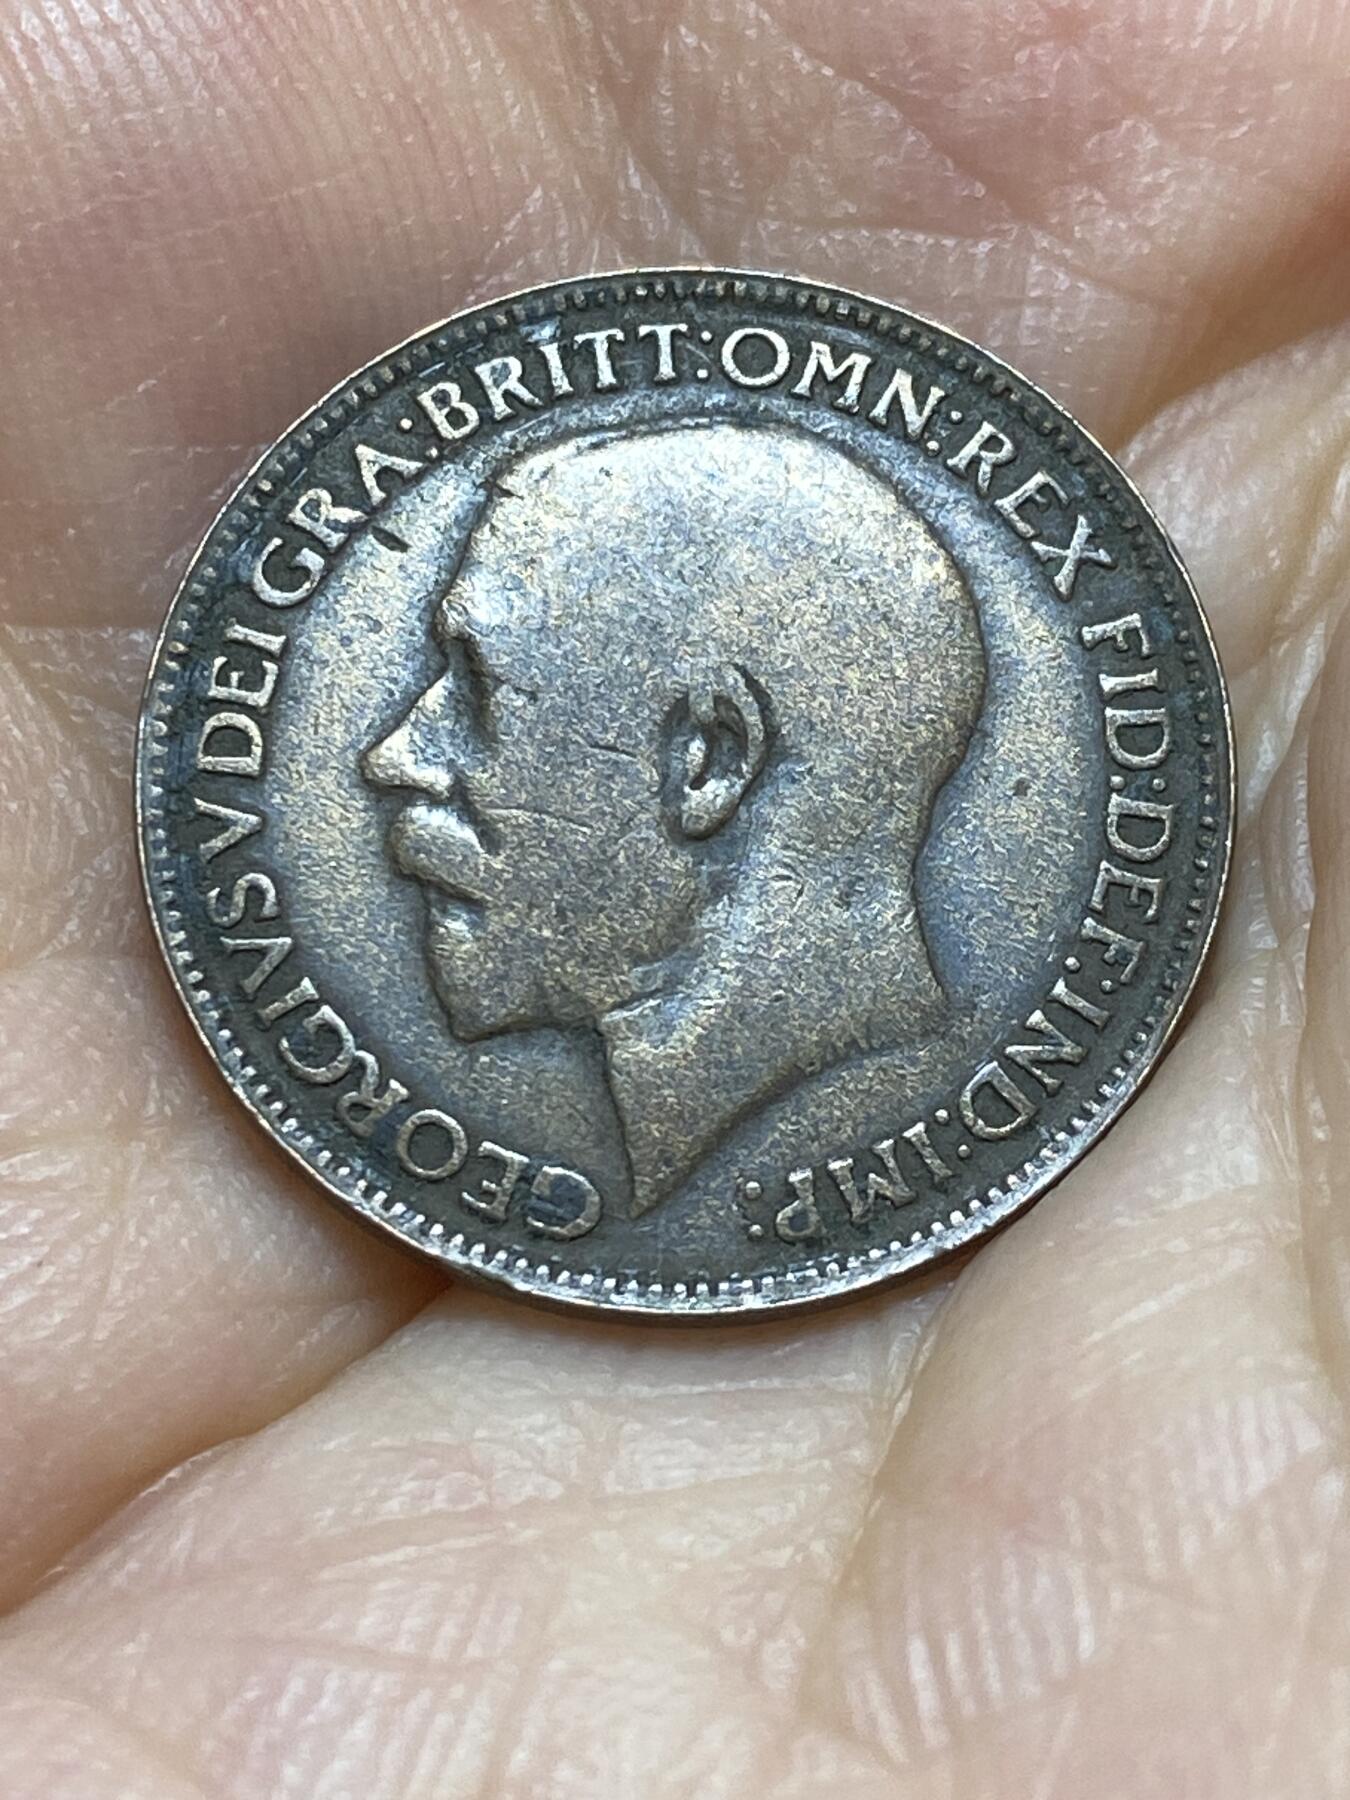 GEORGIVS V DEI GRA: BRITT: OMN: REX FID: DEF: IND: IMP: